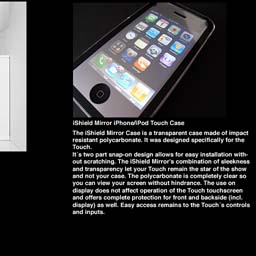 iShield Mirror iPhone/iPod Touch Case
The iShield Mirror Case is a transparent case made of impact
resistant polycarbonate. It was designed specifically for the
Touch.
It´s two part snap-on design allows for easy installation with-
out scratching. The iShield Mirror's combination of sleekness
and transparency let your Touch remain the star of the show
and not your case. The polycarbonate is completely clear so
you can view your screen without hindrance. The use on
display does not affect operation of the Touch touchscreen
and offers complete protection for front and backside (incl.
display) as well. Easy access remains to the Touch´s controls
and inputs.